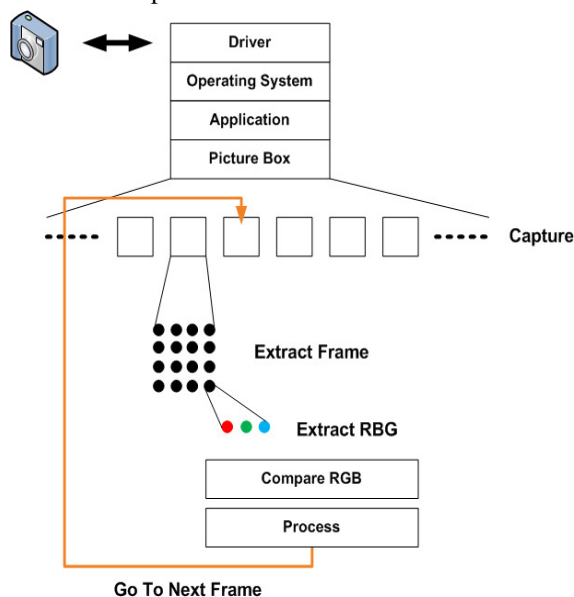 Driver
Operating System
Application
Picture Box
Capture
Extract Frame
Extract RBG
Compare RGB
Process
Go To Next Frame